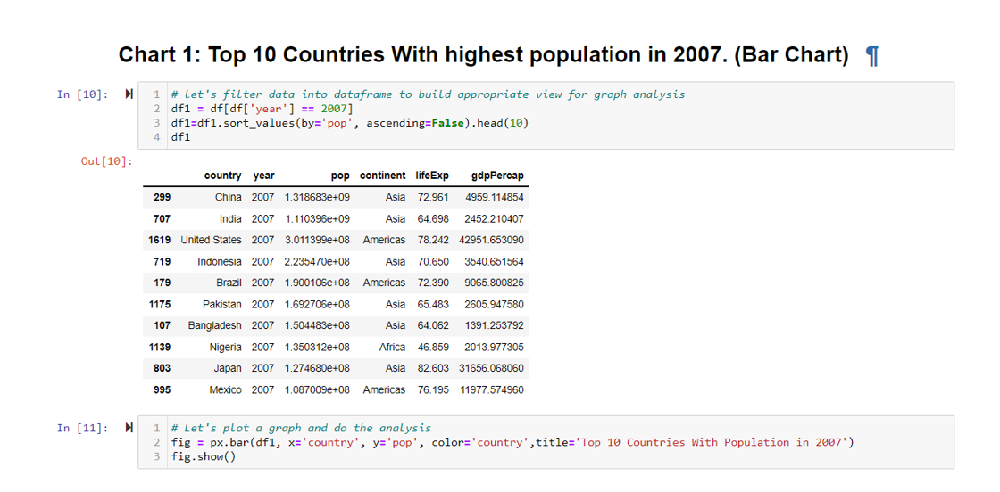 Chart 1: Top 10 Countries With highest population in 2007. (Bar Chart) ¶
In [10]:
1 # let's filter data into dataframe to build appropriate view for graph analysis
2 df1 = df[df['year'] == 2007]
3 df1=df1.sort_values(by='pop', ascending=False).head(10)
4 df1
Out[10]:
country year pop continent lifeExp gdpPercap
299 China 2007 1.318683e+09 Asia 72.961 4959.114854
707 India 2007 1.110396e+09 Asia 64.698 2452.210407
1619 United States 2007 3.011399e+08 Americas 78.242 42951.653090
719 Indonesia 2007 2.235470e+08 Asia 70.650 3540.651564
179 Brazil 2007 1.900106e+08 Americas 72.390 9065.800825
1175 Pakistan 2007 1.692706e+08 Asia 65.483 2605.947580
107 Bangladesh 2007 1.504483e+08 Asia 64.062 1391.253792
1139 Nigeria 2007 1.350312e+08 Africa 46.859 2013.977305
803 Japan 2007 1.274680e+08 Asia 82.603 31656.068060
995 Mexico 2007 1.087009e+08 Americas 76.195 11977.574960
In [11]:
1 # Let's plot a graph and do the analysis
2 fig = px.bar(df1, x='country', y='pop', color='country',title='Top 10 Countries With Population in 2007')
3 fig.show()